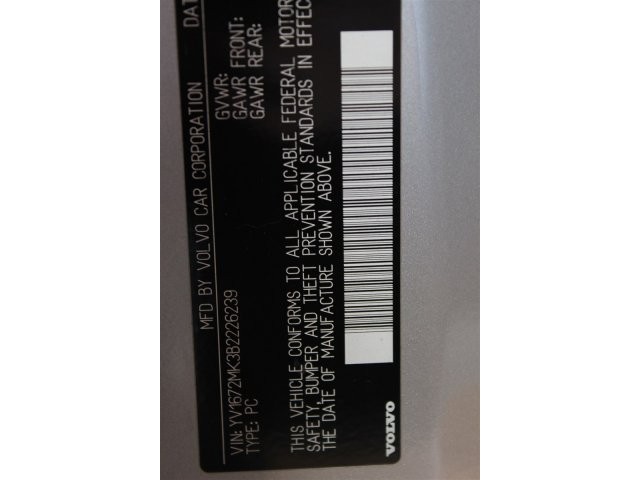 MFD BY VOLVO CAR CORPORATION DAT
GVWR:
GAWR FRONT:
GAWR REAR:
VIN: YV1672MK3B2226239
TYPE: PC
THIS VEHICLE CONFORMS TO ALL APPLICABLE FEDERAL MOTOR
SAFETY, BUMPER AND THEFT PREVENTION STANDARDS IN EFFEC
THE DATE OF MANUFACTURE SHOWN ABOVE.
VOLVO